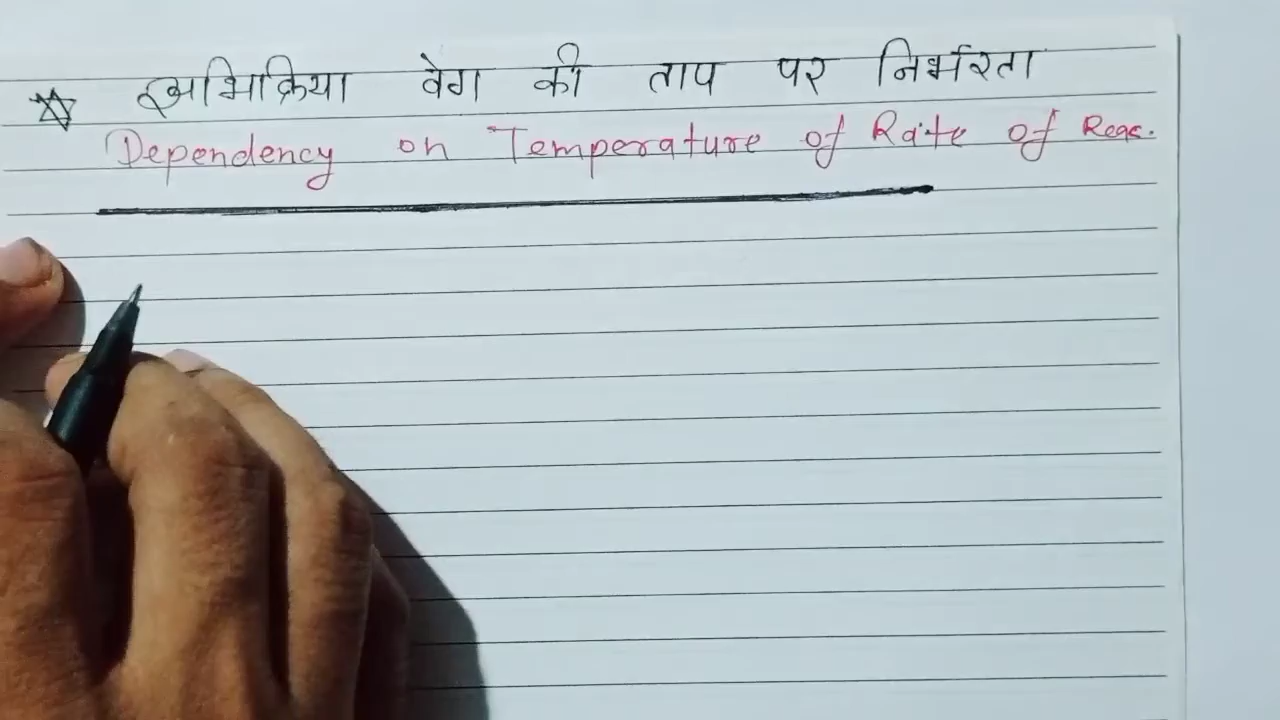 अभिक्रिया वेग की ताप पर निर्भरता
Dependency on Temperature of Rate of Reac.